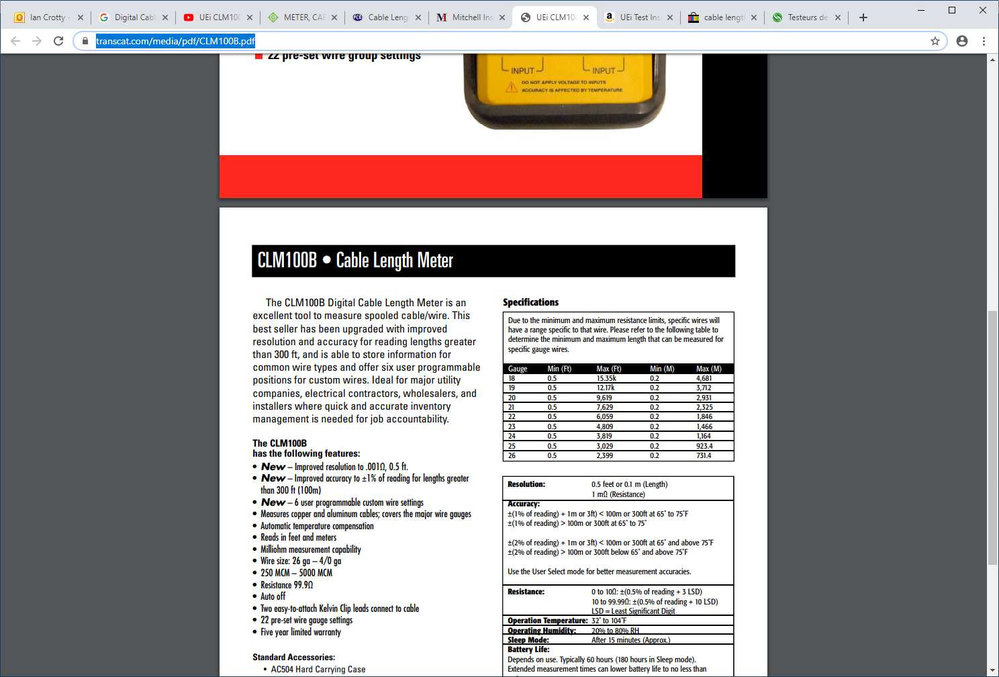 Ian Crotty -
Digital Cab
UEi CLM100
METER, CA
Cable Leng
Mitchell Ins
UEi CLM100
UEi Test Ins
cable lengt
Testeurs de
transcat.com/media/pdf/CLM100B.pdf
22 pre-set wire group settings
INPUT
INPUT
DO NOT APPLY VOLTAGE TO INPUTS
ACCURACY IS AFFECTED BY TEMPERATURE
CLM100B • Cable Length Meter
The CLM100B Digital Cable Length Meter is an
excellent tool to measure spooled cable/wire. This
best seller has been upgraded with improved
resolution and accuracy for reading lengths greater
than 300 ft, and is able to store information for
common wire types and offer six user programmable
positions for custom wires. Ideal for major utility
companies, electrical contractors, wholesalers, and
installers where quick and accurate inventory
management is needed for job accountability.
The CLM100B
has the following features:
• New – Improved resolution to .001Ω, 0.5 ft.
• New – Improved accuracy to ±1% of reading for lengths greater
than 300 ft (100m)
• New – 6 user programmable custom wire settings
• Measures copper and aluminum cables; covers the major wire gauges
• Automatic temperature compensation
• Reads in feet and meters
• Milliohm measurement capability
• Wire size: 26 ga – 4/0 ga
• 250 MCM – 5000 MCM
• Resistance 99.9Ω
• Auto off
• Two easy-to-attach Kelvin Clip leads connect to cable
• 22 pre-set wire gauge settings
• Five year limited warranty
Standard Accessories:
• AC504 Hard Carrying Case
Specifications
Due to the minimum and maximum resistance limits, specific wires will
have a range specific to that wire. Please refer to the following table to
determine the minimum and maximum length that can be measured for
specific gauge wires.
Gauge Min (Ft) Max (Ft) Min (M) Max (M)
18 0.5 15.35k 0.2 4,681
19 0.5 12.17k 0.2 3,712
20 0.5 9,619 0.2 2,931
21 0.5 7,629 0.2 2,325
22 0.5 6,059 0.2 1,846
23 0.5 4,809 0.2 1,466
24 0.5 3,819 0.2 1,164
25 0.5 3,029 0.2 923.4
26 0.5 2,399 0.2 731.4
Resolution: 0.5 feet or 0.1 m (Length)
1 mΩ (Resistance)
Accuracy:
±(1% of reading) + 1m or 3ft) < 100m or 300ft at 65˚ to 75˚F
±(1% of reading) > 100m or 300ft at 65˚ to 75˚
±(2% of reading) + 1m or 3ft) < 100m or 300ft at 65˚ and above 75˚F
±(2% of reading) > 100m or 300ft below 65˚ and above 75˚F
Use the User Select mode for better measurement accuracies.
Resistance: 0 to 10Ω: ±(0.5% of reading + 3 LSD)
10 to 99.99Ω: ±(0.5% of reading + 10 LSD)
LSD = Least Significant Digit
Operation Temperature: 32˚ to 104˚F
Operating Humidity: 20% to 80% RH
Sleep Mode: After 15 minutes (Approx.)
Battery Life:
Depends on use. Typically 60 hours (180 hours in Sleep mode).
Extended measurement times can lower battery life to no less than